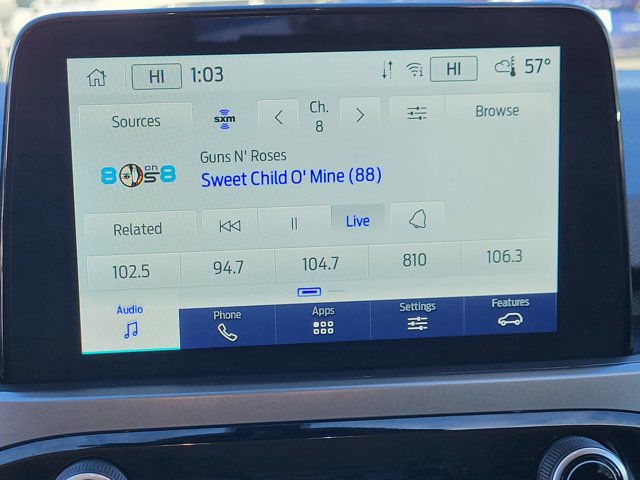 HI 1:03 HI 57°
Sources sxm Ch. 8 Browse
80s on 8
Guns N' Roses
Sweet Child O' Mine (88)
Related Live
102.5 94.7 104.7 810 106.3
Audio Phone Apps Settings Features